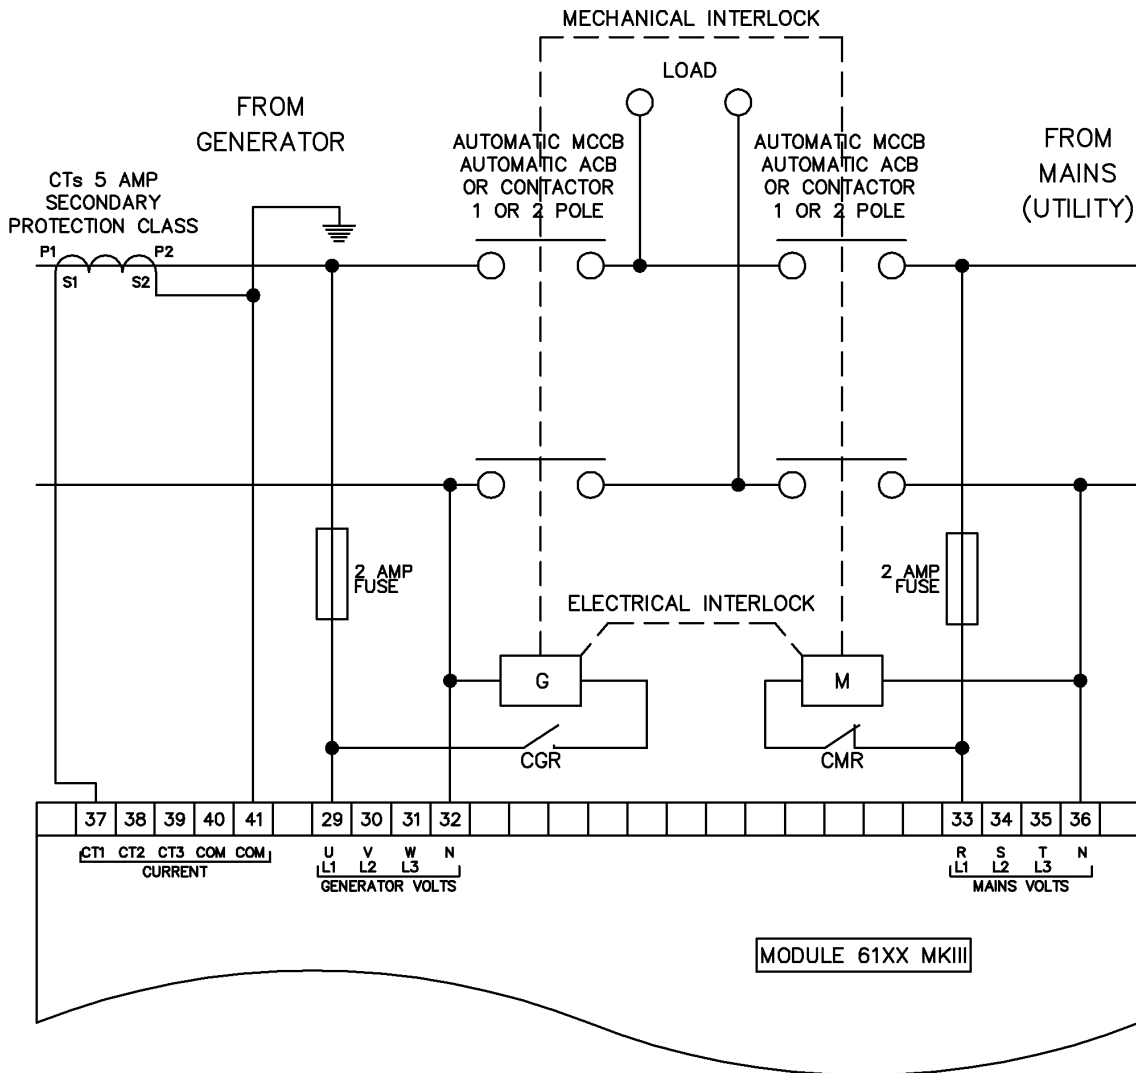 MECHANICAL INTERLOCK
LOAD
FROM
GENERATOR
AUTOMATIC MCCB
AUTOMATIC ACB
OR CONTACTOR
1 OR 2 POLE
AUTOMATIC MCCB
AUTOMATIC ACB
OR CONTACTOR
1 OR 2 POLE
FROM
MAINS
(UTILITY)
CTs 5 AMP
SECONDARY
PROTECTION CLASS
P1 P2
S1 S2
2 AMP
FUSE
2 AMP
FUSE
ELECTRICAL INTERLOCK
G M
CGR CMR
37 38 39 40 41 29 30 31 32 33 34 35 36
CT1 CT2 CT3 COM COM U V W N R S T N
L1 L2 L3 L1 L2 L3
CURRENT GENERATOR VOLTS MAINS VOLTS
MODULE 61XX MKIII